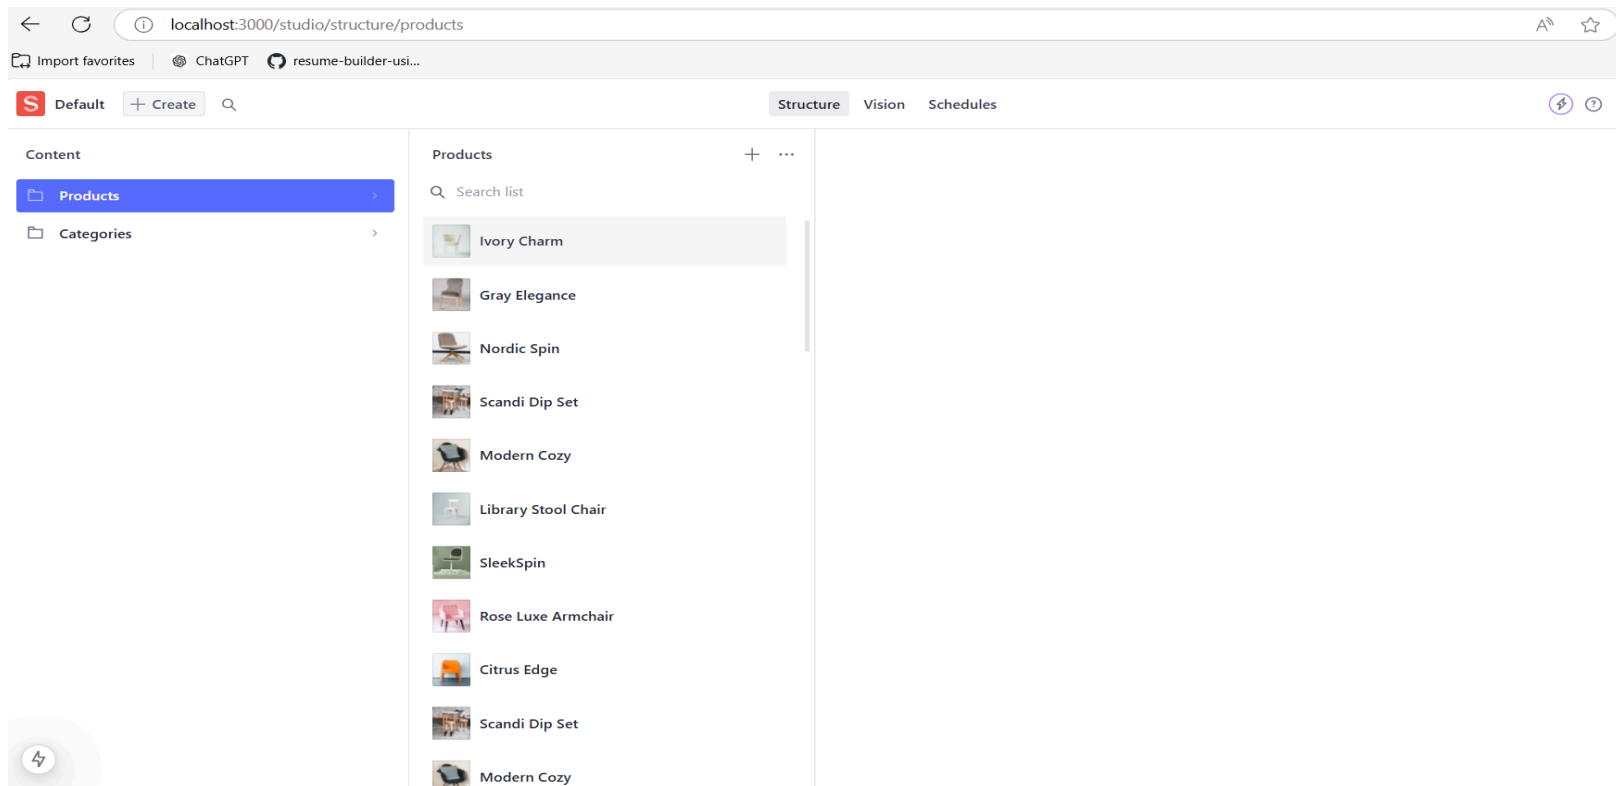 localhost:3000/studio/structure/products
Import favorites
ChatGPT
resume-builder-usi...
S Default
Create
Structure
Vision
Schedules
Content
Products
Categories
Products
Search list
Ivory Charm
Gray Elegance
Nordic Spin
Scandi Dip Set
Modern Cozy
Library Stool Chair
SleekSpin
Rose Luxe Armchair
Citrus Edge
Scandi Dip Set
Modern Cozy